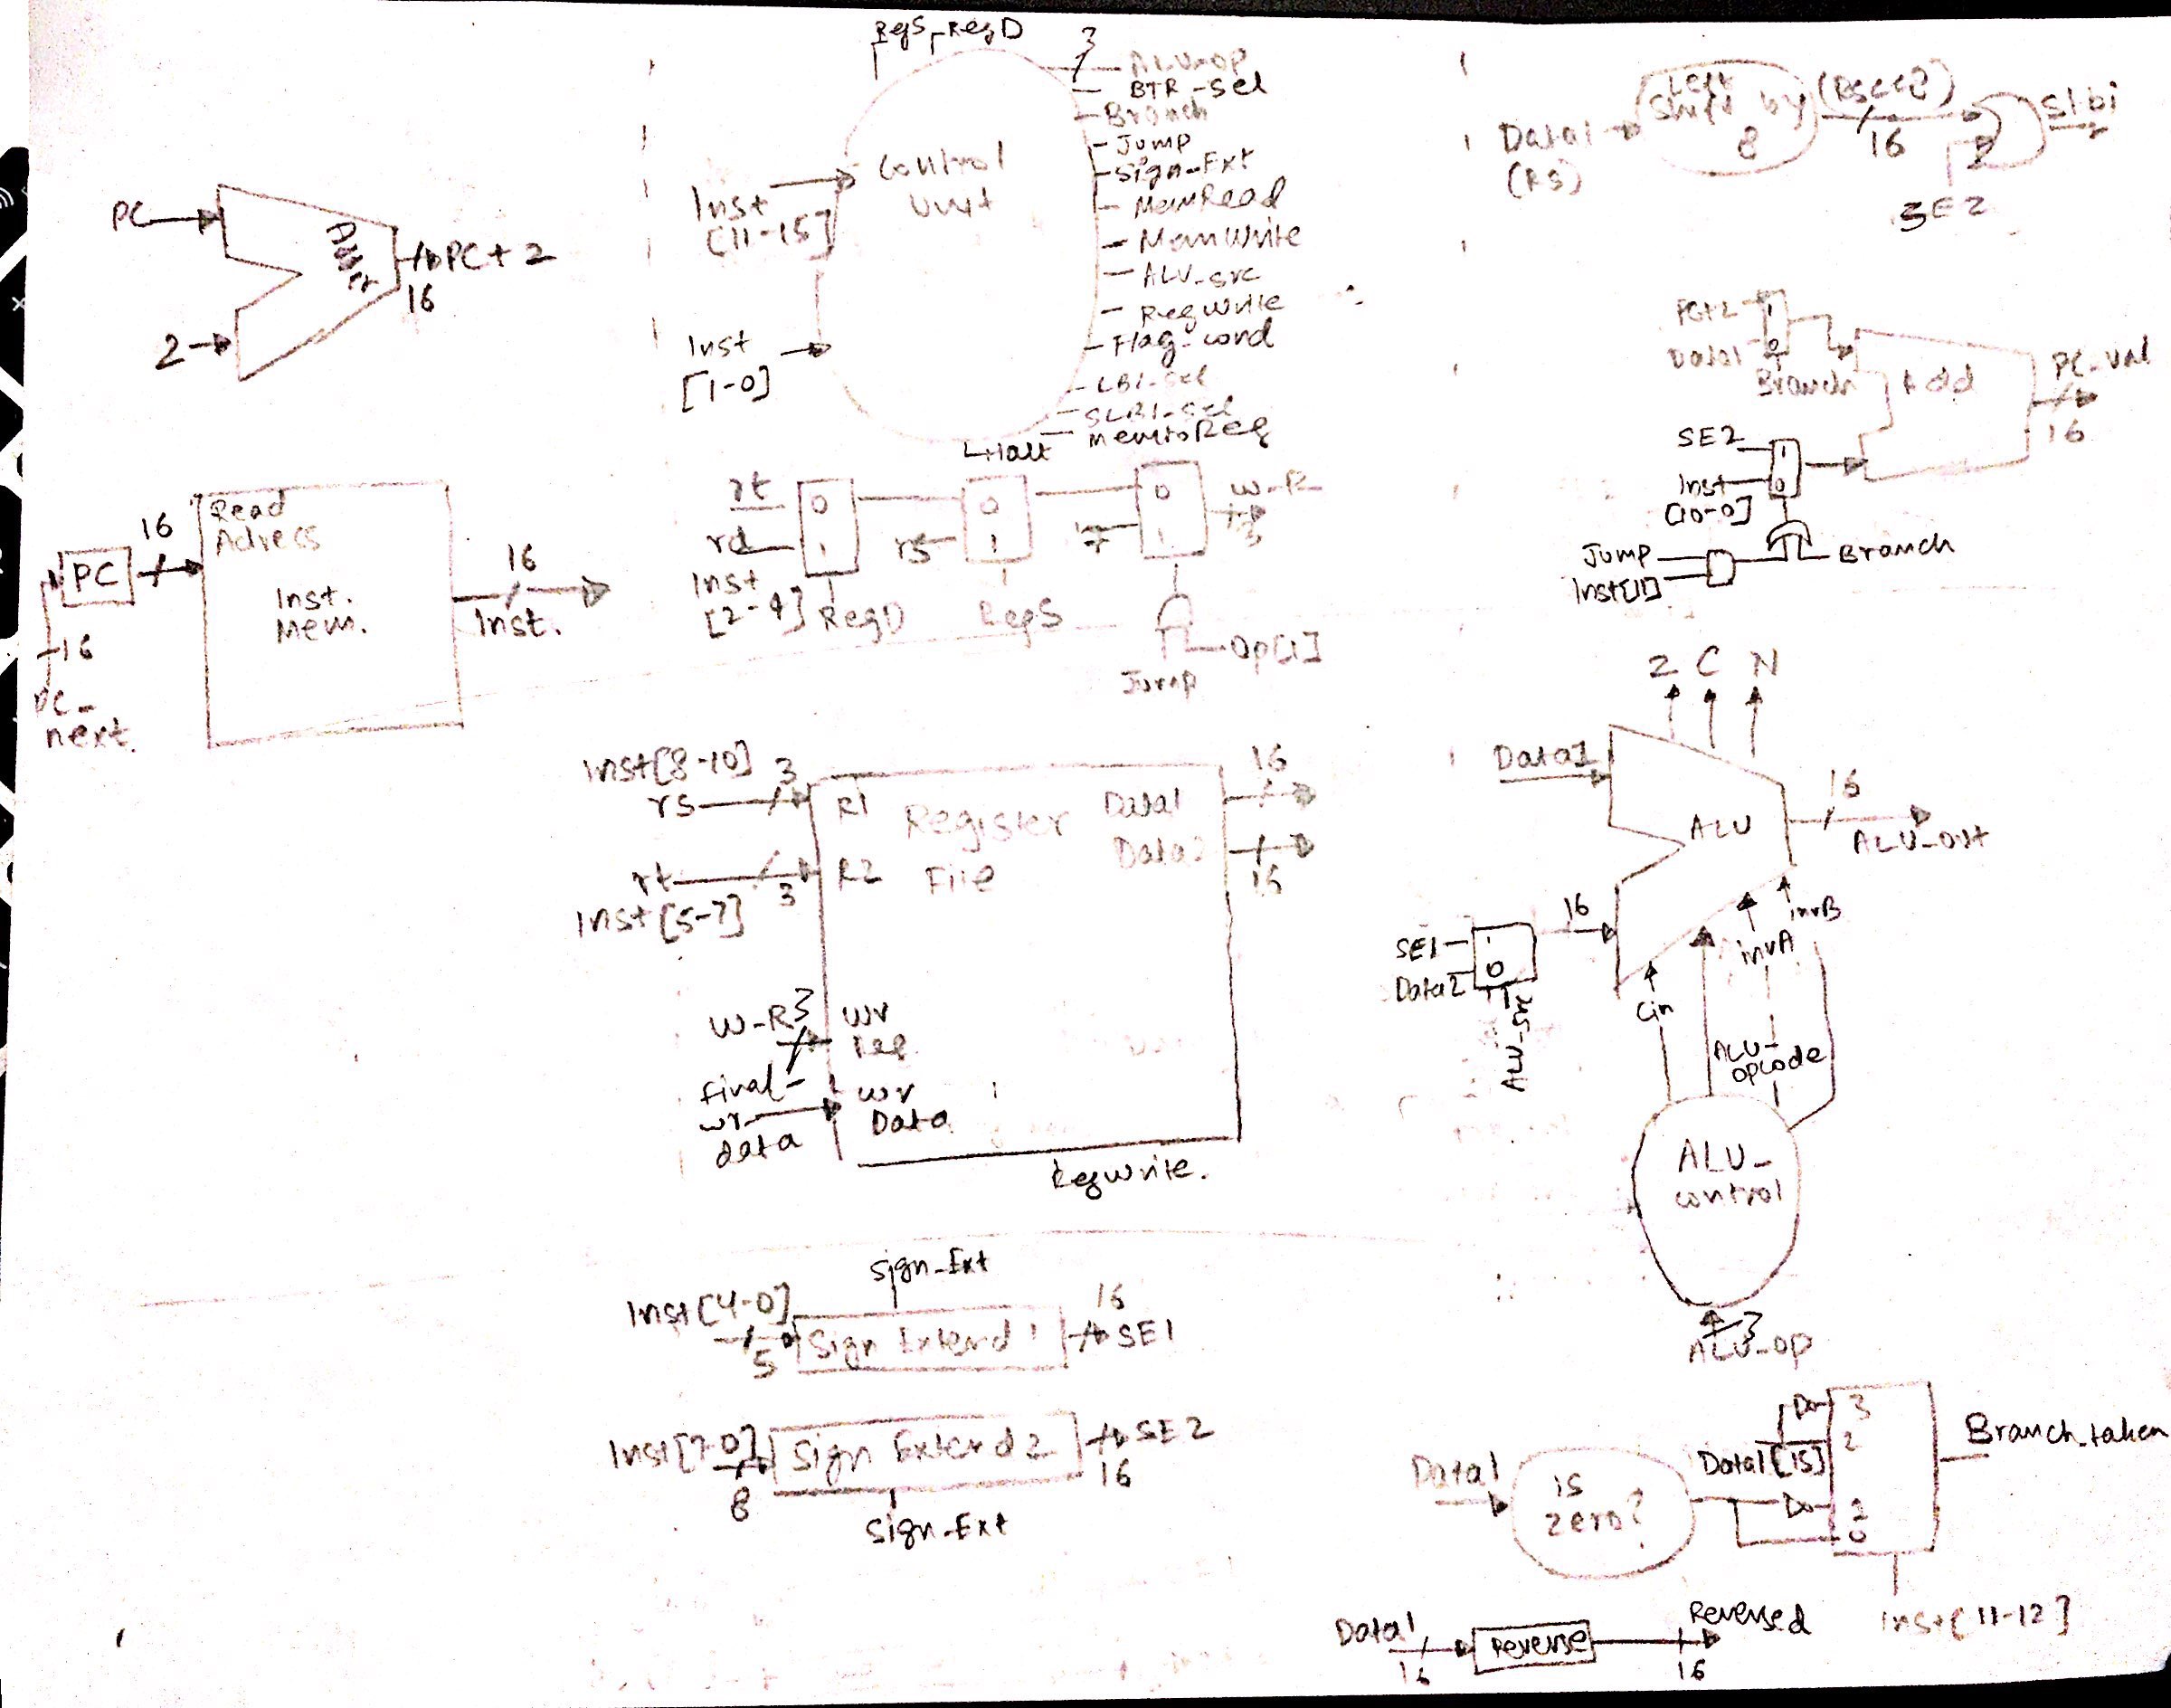 PC
2
Adder
PC+2
16
PC
16
16
PC-
next.
Read
Adress
Inst.
Mem.
16
Inst.
RegS
RegD
Inst
[11-15]
Inst
[1-0]
Control
Unit
3
ALU-op
BTR-sel
Branch
Jump
Sign-Ext
MemRead
MemWrite
ALU-src
RegWrite
Flag-cond
LBI-sel
SLBI-sel
MemtoReg
Halt
rt
rd
Inst
[2-4]
0
1
RegD
rs
0
1
RegS
7
0
1
W-R
3
Jump
Op[1]
Inst[8-10]
rs
3
rt
3
Inst[5-7]
W-R
3
final-
wr-
data
R1
R2
Register
File
Data1
Data2
16
16
wr
reg
wr
Data
RegWrite.
Sign-Ext
Inst[4-0]
5
Sign Extend 1
16
SE1
Inst[7-0]
8
Sign Extend 2
SE2
16
Sign-Ext
Data1
(RS)
Left
Shift by
8
(RS<<8)
16
SE2
Slbi
PC+2
Data1
1
0
Branch
SE2
Inst
[10-0]
1
0
Jump
Inst[11]
Branch
Add
PC-val
16
Z C N
Data1
ALU
16
ALU-out
SE1
Data2
1
0
ALU-src
16
Cin
invA
invB
ALU-
opcode
ALU-
control
3
ALU-op
Data1
is
zero?
Data1[15]
3
2
1
0
Branch-taken
Inst[11-12]
Data1
16
Reverse
Reversed
16